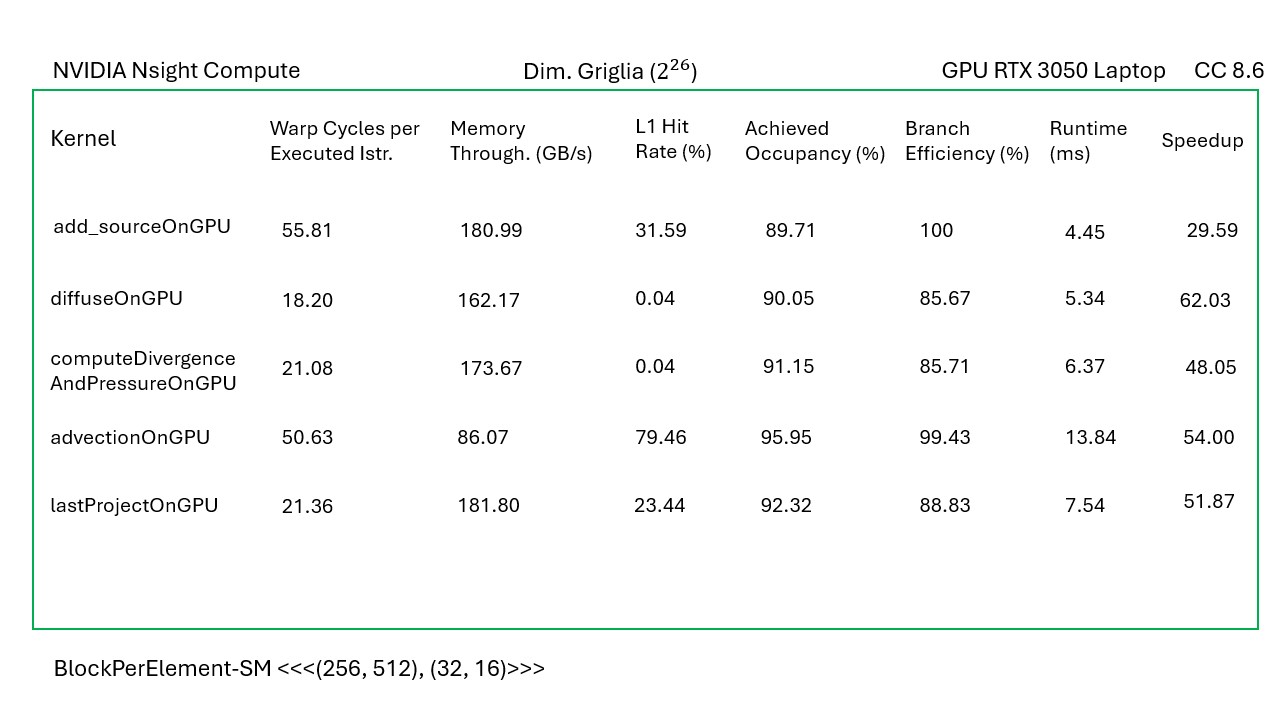 NVIDIA Nsight Compute Dim. Griglia (2²⁶) GPU RTX 3050 Laptop CC 8.6
Kernel Warp Cycles per Executed Istr. Memory Through. (GB/s) L1 Hit Rate (%) Achieved Occupancy (%) Branch Efficiency (%) Runtime (ms) Speedup
add_sourceOnGPU 55.81 180.99 31.59 89.71 100 4.45 29.59
diffuseOnGPU 18.20 162.17 0.04 90.05 85.67 5.34 62.03
computeDivergence AndPressureOnGPU 21.08 173.67 0.04 91.15 85.71 6.37 48.05
advectionOnGPU 50.63 86.07 79.46 95.95 99.43 13.84 54.00
lastProjectOnGPU 21.36 181.80 23.44 92.32 88.83 7.54 51.87
BlockPerElement-SM <<<(256, 512), (32, 16)>>>